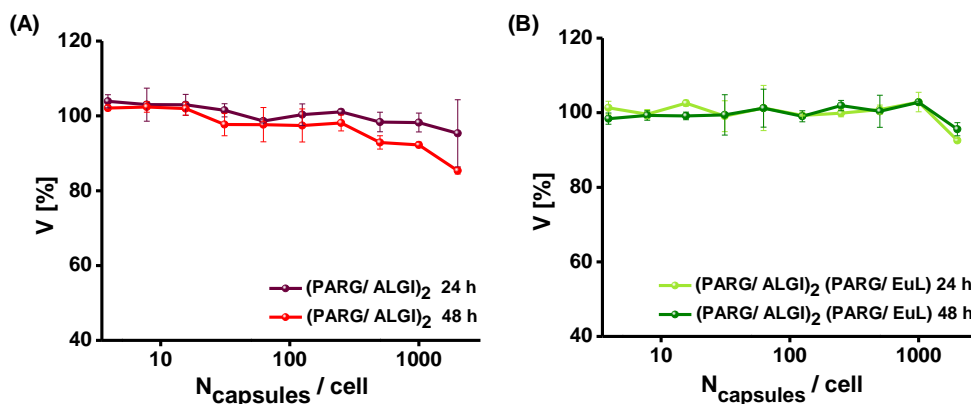 (A)
120
100
80
60
40
V [%]
(PARG/ ALGI)2 24 h
(PARG/ ALGI)2 48 h
10 100 1000
Ncapsules / cell
(B)
120
100
80
60
40
V [%]
(PARG/ ALGI)2 (PARG/ EuL) 24 h
(PARG/ ALGI)2 (PARG/ EuL) 48 h
10 100 1000
Ncapsules / cell